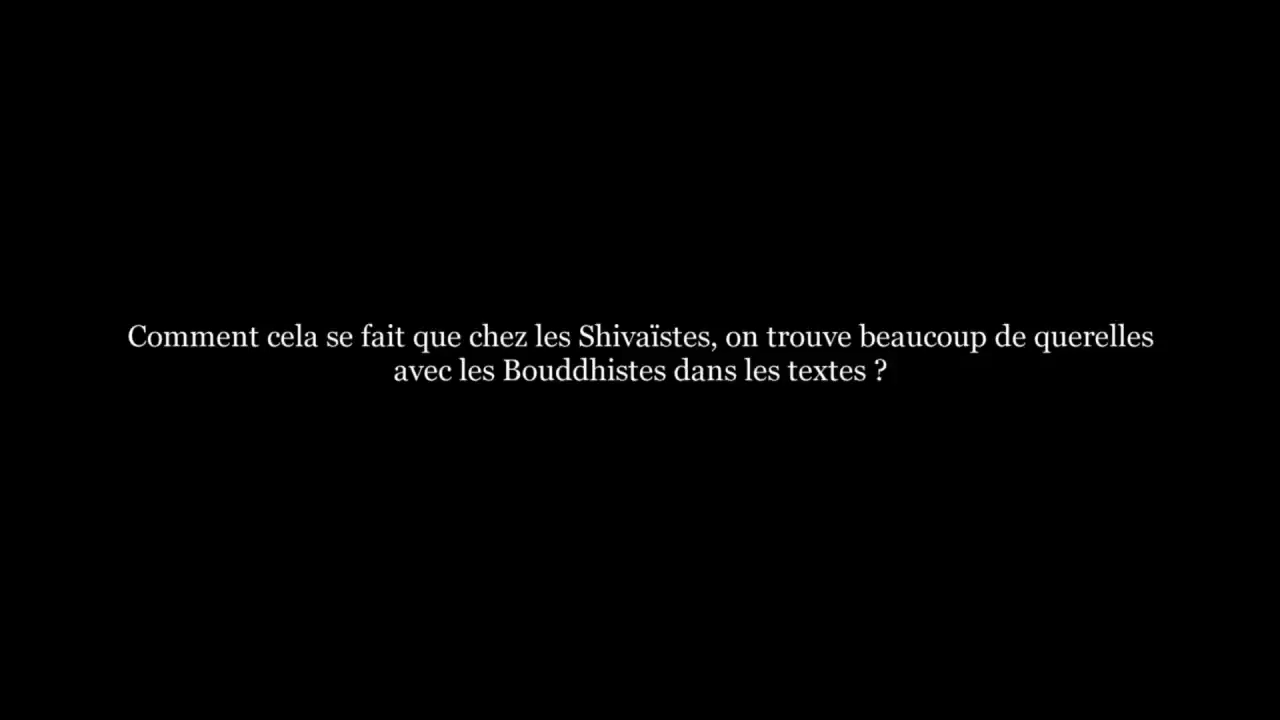 Comment cela se fait que chez les Shivaïstes, on trouve beaucoup de querelles
avec les Bouddhistes dans les textes ?